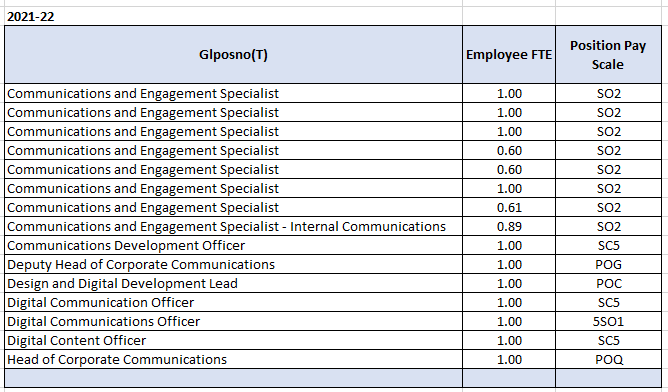 2021-22
Glposno(T) Employee FTE Position Pay Scale
Communications and Engagement Specialist 1.00 SO2
Communications and Engagement Specialist 1.00 SO2
Communications and Engagement Specialist 1.00 SO2
Communications and Engagement Specialist 0.60 SO2
Communications and Engagement Specialist 0.60 SO2
Communications and Engagement Specialist 1.00 SO2
Communications and Engagement Specialist 0.61 SO2
Communications and Engagement Specialist - Internal Communications 0.89 SO2
Communications Development Officer 1.00 SC5
Deputy Head of Corporate Communications 1.00 POG
Design and Digital Development Lead 1.00 POC
Digital Communication Officer 1.00 SC5
Digital Communications Officer 1.00 5SO1
Digital Content Officer 1.00 SC5
Head of Corporate Communications 1.00 POQ